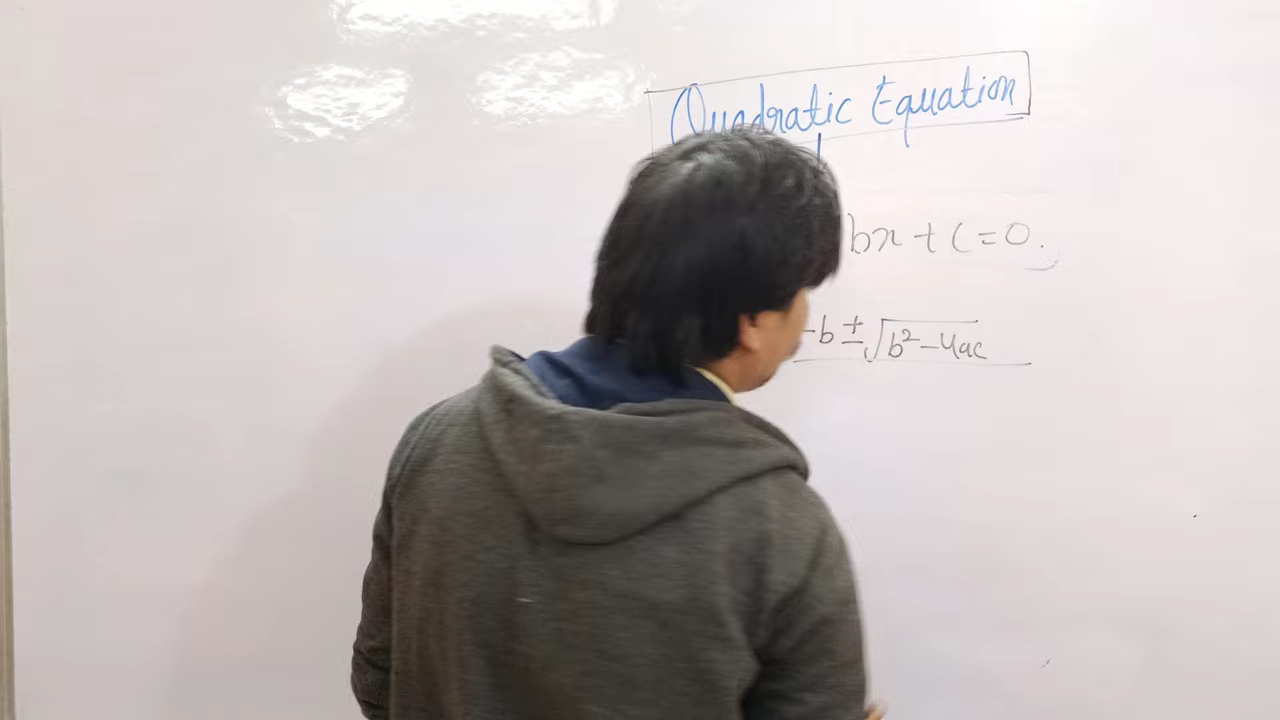 Quadratic Equation
bx + c = 0.
-b ± √b² - 4ac